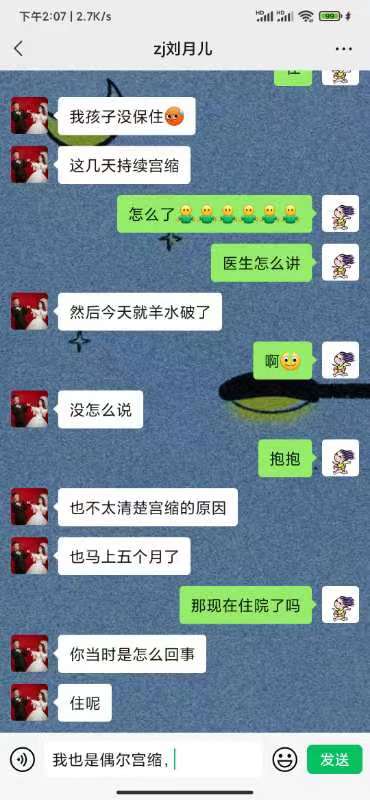 下午2:07 | 2.7K/s
HD HD 99
zj刘月儿
我孩子没保住
这几天持续宫缩
怎么了
医生怎么讲
然后今天就羊水破了
啊
没怎么说
抱抱
也不太清楚宫缩的原因
也马上五个月了
那现在住院了吗
你当时是怎么回事
住呢
我也是偶尔宫缩，
发送